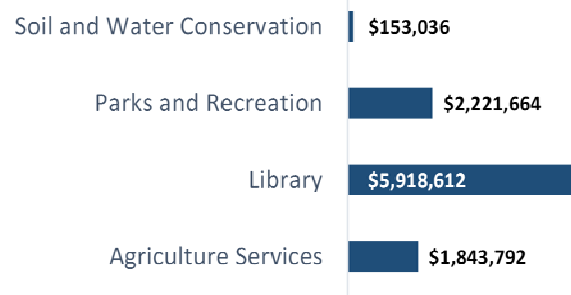 Soil and Water Conservation $153,036
Parks and Recreation $2,221,664
Library $5,918,612
Agriculture Services $1,843,792